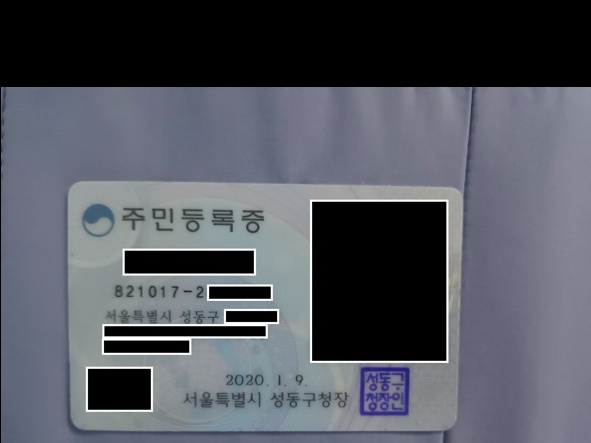 주민등록증
821017-2
서울특별시 성동구
2020. 1. 9.
서울특별시 성동구청장
성동구
청장인